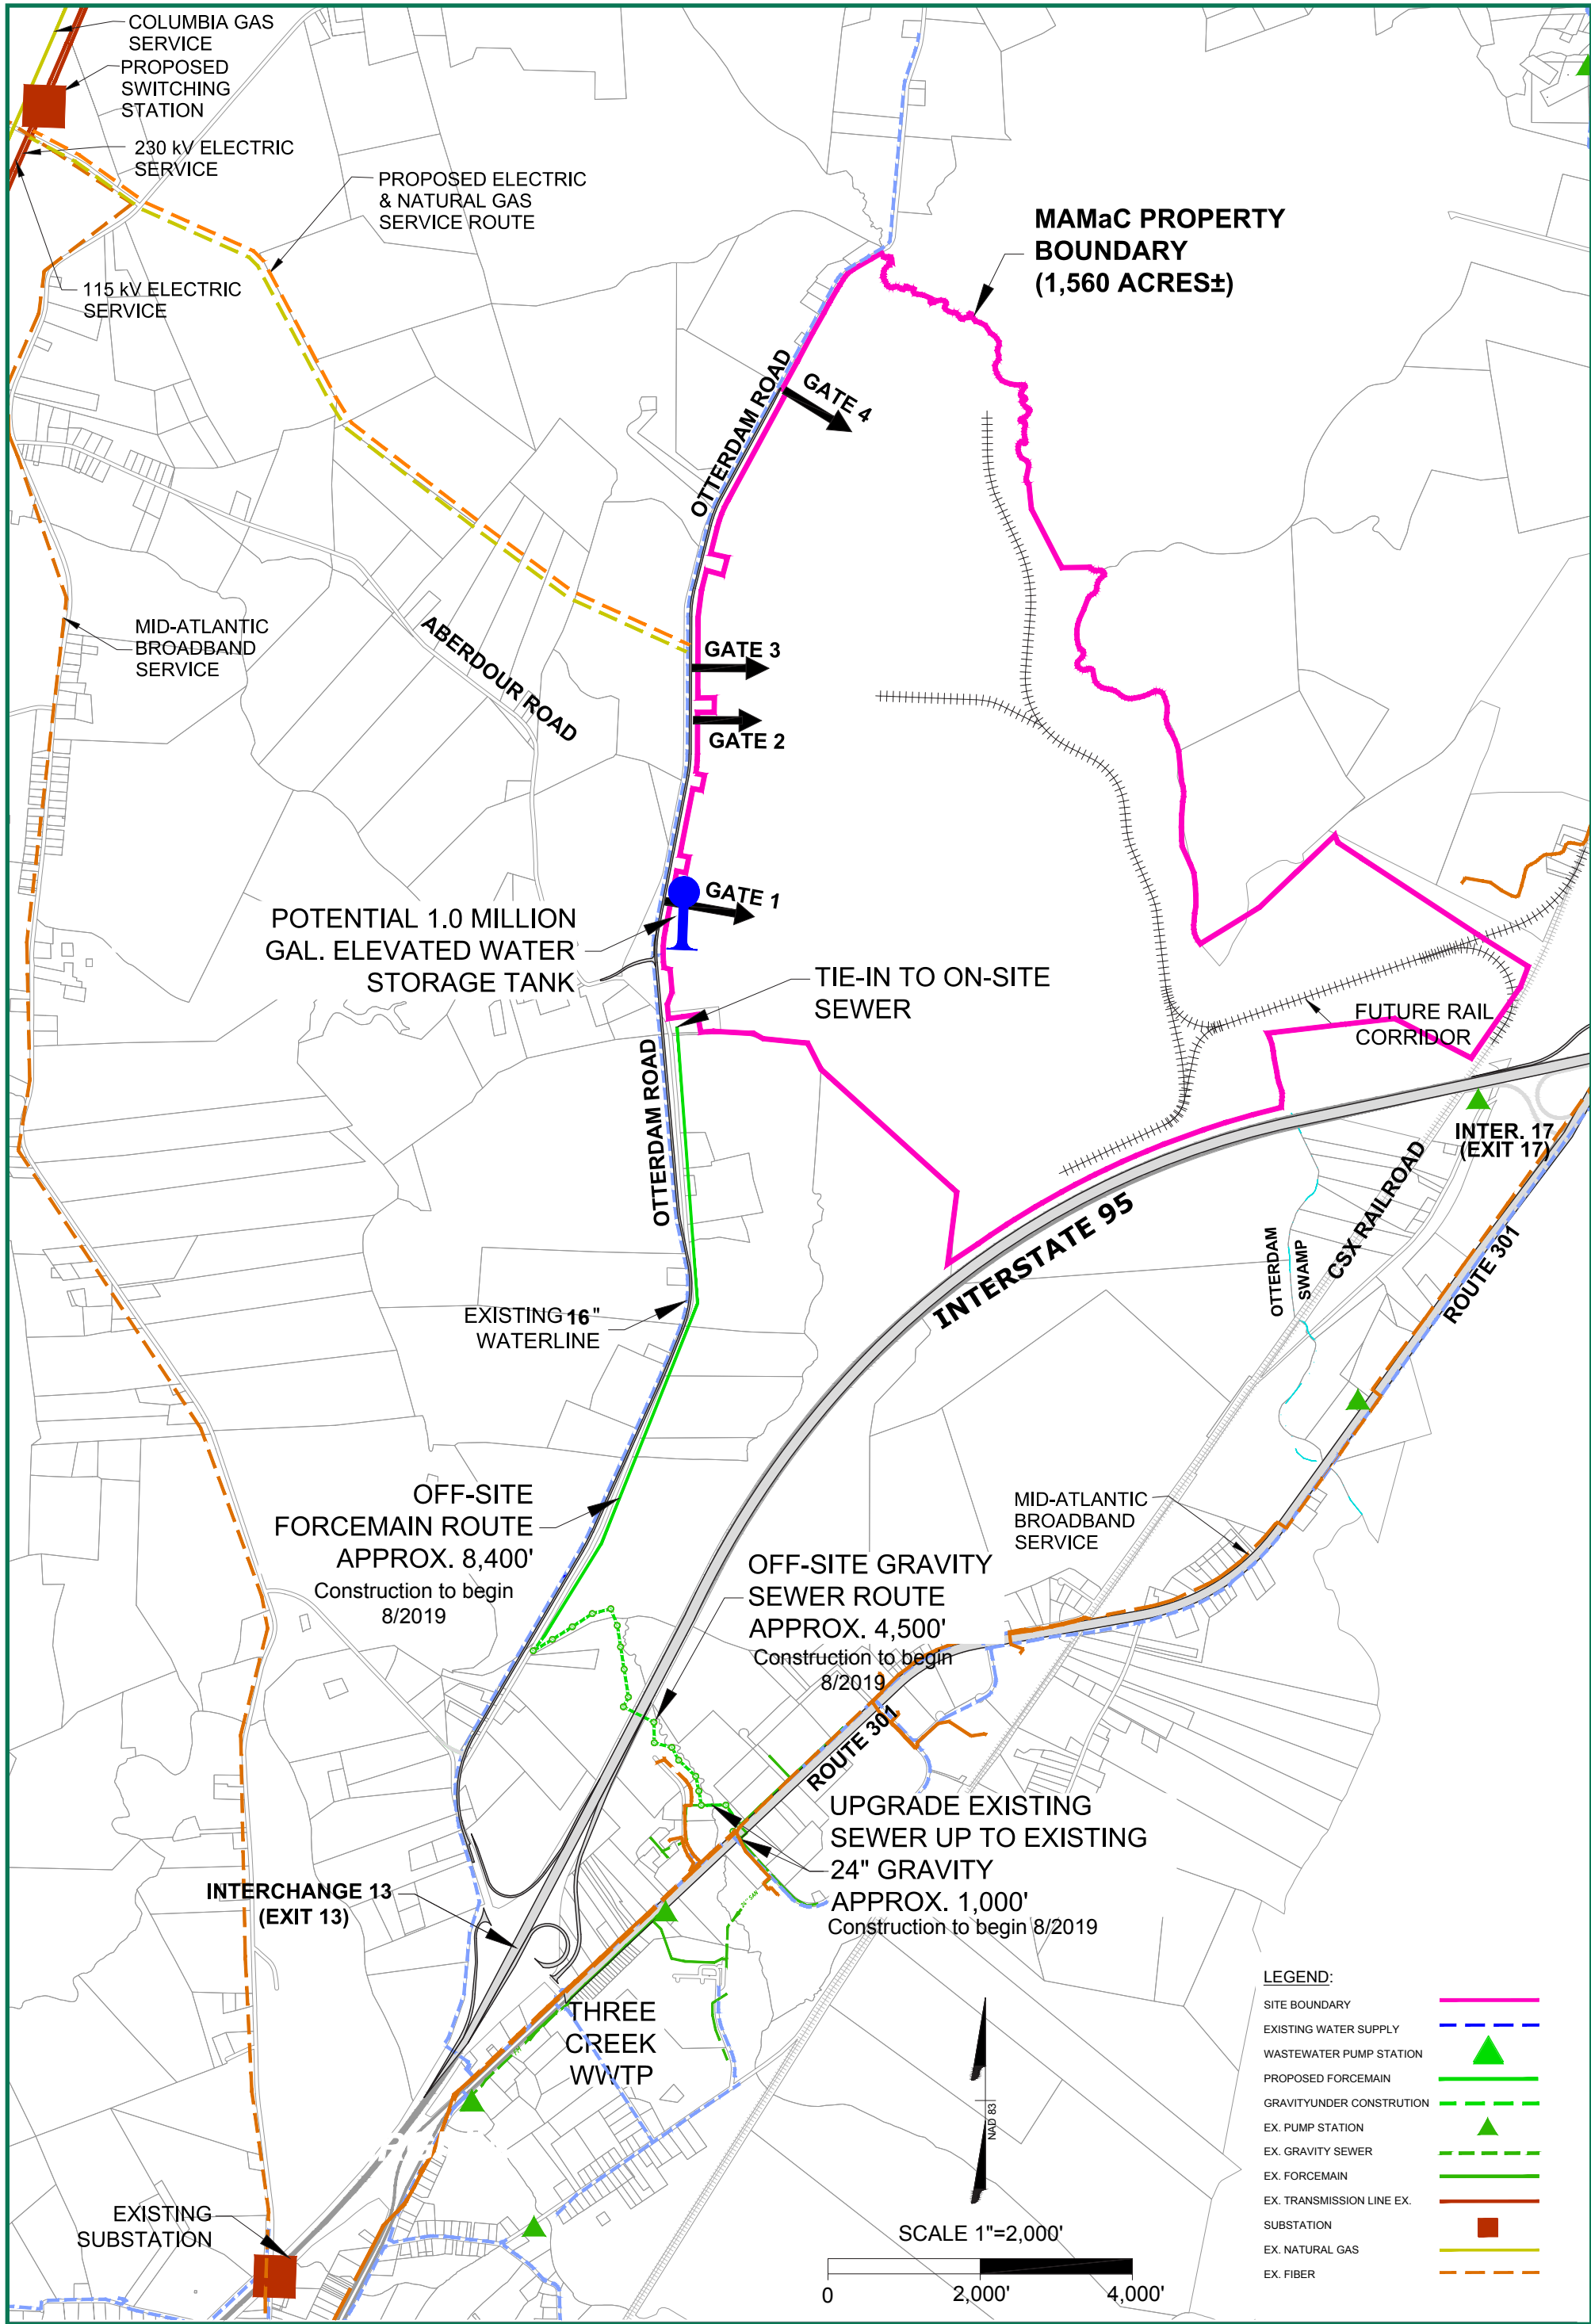 COLUMBIA GAS
SERVICE
PROPOSED
SWITCHING
STATION
230 kV ELECTRIC
SERVICE
PROPOSED ELECTRIC
& NATURAL GAS
SERVICE ROUTE
115 kV ELECTRIC
SERVICE
MAMaC PROPERTY
BOUNDARY
(1,560 ACRES±)
OTTERDAM ROAD
GATE 4
MID-ATLANTIC
BROADBAND
SERVICE
ABERDOUR ROAD
GATE 3
GATE 2
GATE 1
POTENTIAL 1.0 MILLION
GAL. ELEVATED WATER
STORAGE TANK
TIE-IN TO ON-SITE
SEWER
FUTURE RAIL
CORRIDOR
OTTERDAM ROAD
INTER. 17
(EXIT 17)
INTERSTATE 95
OTTERDAM
SWAMP
CSX RAILROAD
ROUTE 301
EXISTING 16"
WATERLINE
OFF-SITE
FORCEMAIN ROUTE
APPROX. 8,400'
Construction to begin
8/2019
MID-ATLANTIC
BROADBAND
SERVICE
OFF-SITE GRAVITY
SEWER ROUTE
APPROX. 4,500'
Construction to begin
8/2019
ROUTE 301
UPGRADE EXISTING
SEWER UP TO EXISTING
24" GRAVITY
APPROX. 1,000'
Construction to begin 8/2019
INTERCHANGE 13
(EXIT 13)
THREE
CREEK
WWTP
EXISTING
SUBSTATION
NAD 83
SCALE 1"=2,000'
0 2,000' 4,000'
LEGEND:
SITE BOUNDARY
EXISTING WATER SUPPLY
WASTEWATER PUMP STATION
PROPOSED FORCEMAIN
GRAVITYUNDER CONSTRUTION
EX. PUMP STATION
EX. GRAVITY SEWER
EX. FORCEMAIN
EX. TRANSMISSION LINE EX.
SUBSTATION
EX. NATURAL GAS
EX. FIBER